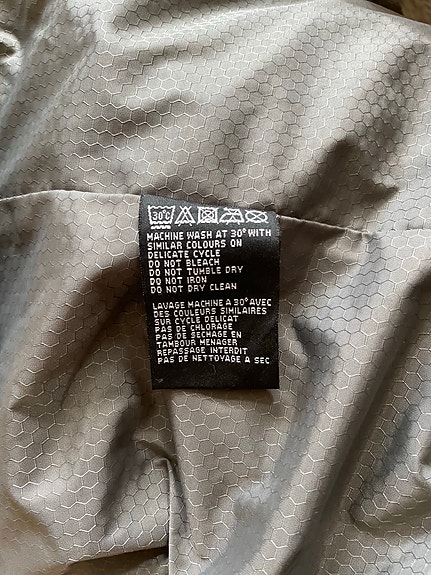 30°C
MACHINE WASH AT 30° WITH
SIMILAR COLOURS ON
DELICATE CYCLE
DO NOT BLEACH
DO NOT TUMBLE DRY
DO NOT IRON
DO NOT DRY CLEAN
LAVAGE MACHINE A 30° AVEC
DES COULEURS SIMILAIRES
SUR CYCLE DELICAT
PAS DE CHLORAGE
PAS DE SECHAGE EN
TAMBOUR MENAGER
REPASSAGE INTERDIT
PAS DE NETTOYAGE A SEC